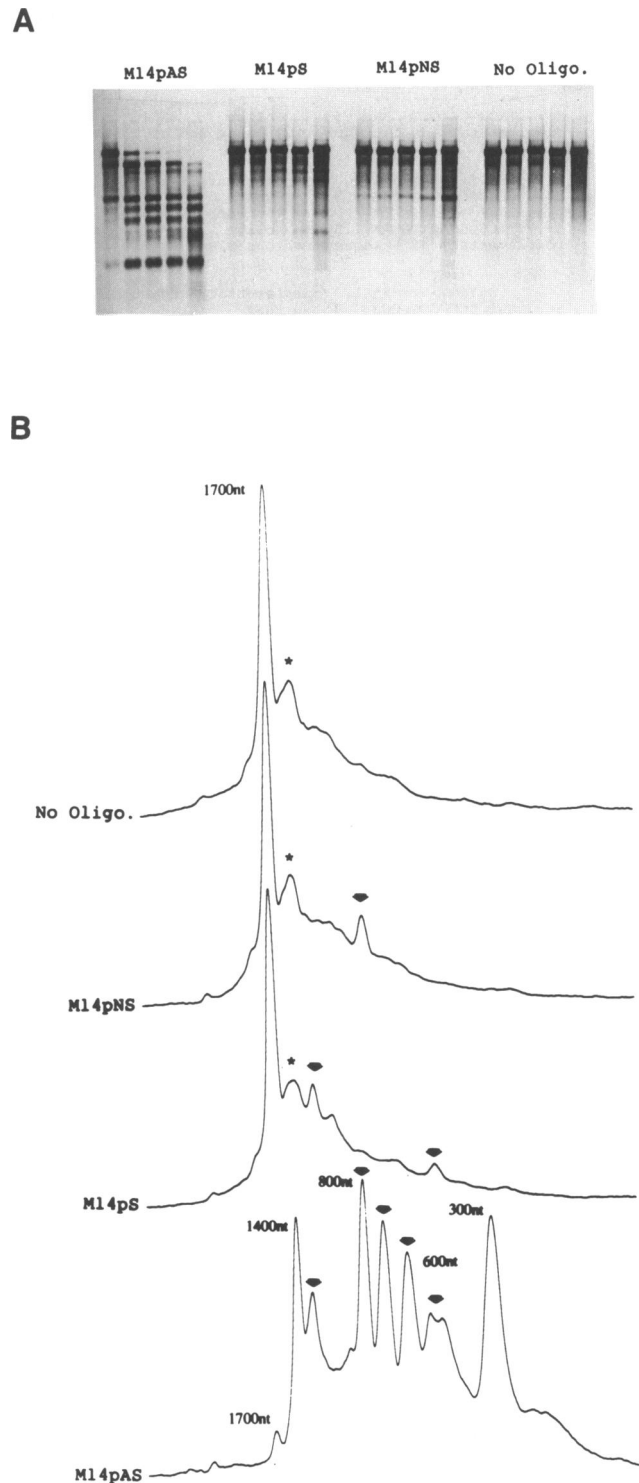 A
M14pAS M14pS M14pNS No Oligo.
B
1700nt
*
No Oligo.
*
M14pNS
*
M14pS
800nt
1400nt
300nt
600nt
1700nt
M14pAS